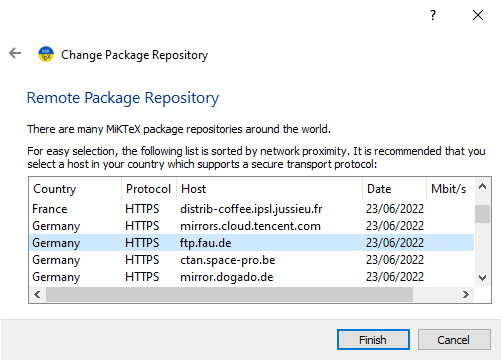 ?
Change Package Repository
Remote Package Repository
There are many MiKTeX package repositories around the world.
For easy selection, the following list is sorted by network proximity. It is recommended that you
select a host in your country which supports a secure transport protocol:
Country Protocol Host Date Mbit/s
France HTTPS distrib-coffee.ipsl.jussieu.fr 23/06/2022
Germany HTTPS mirrors.cloud.tencent.com 23/06/2022
Germany HTTPS ftp.fau.de 23/06/2022
Germany HTTPS ctan.space-pro.be 23/06/2022
Germany HTTPS mirror.dogado.de 23/06/2022
Finish Cancel